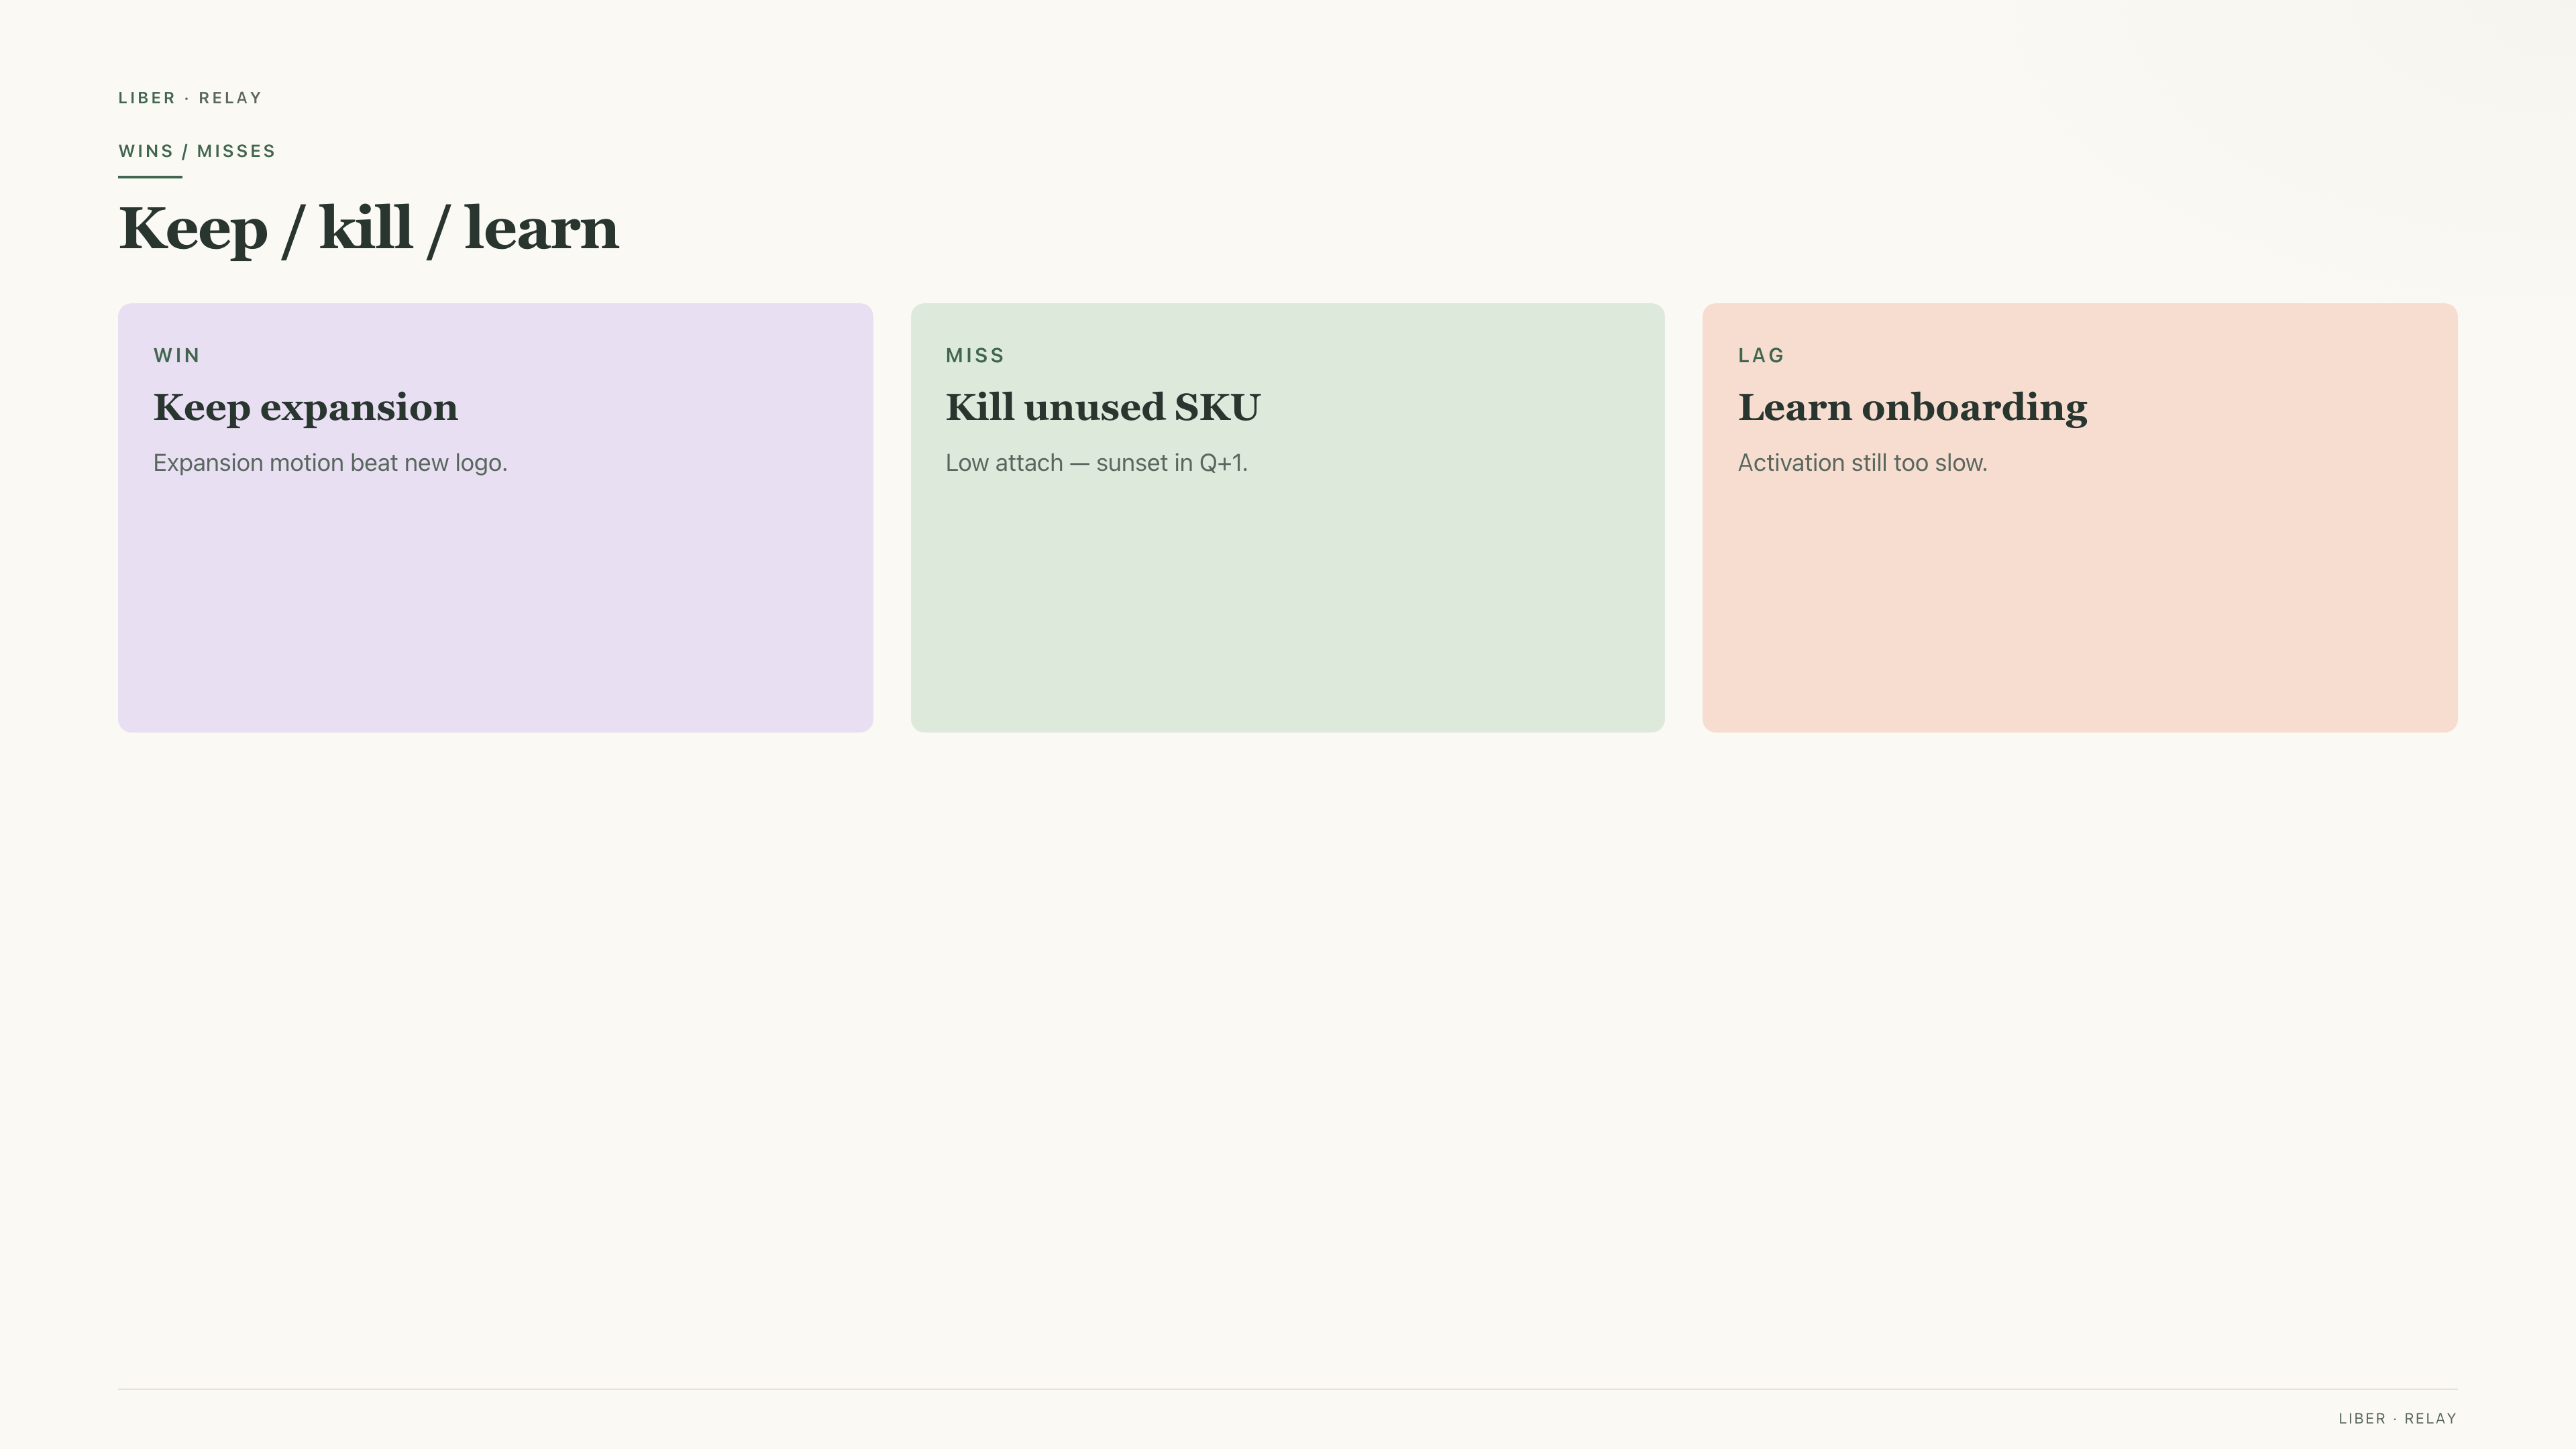 LIBER · RELAY
WINS / MISSES
Keep / kill / learn
WIN
Keep expansion
Expansion motion beat new logo.
MISS
Kill unused SKU
Low attach — sunset in Q+1.
LAG
Learn onboarding
Activation still too slow.
LIBER · RELAY